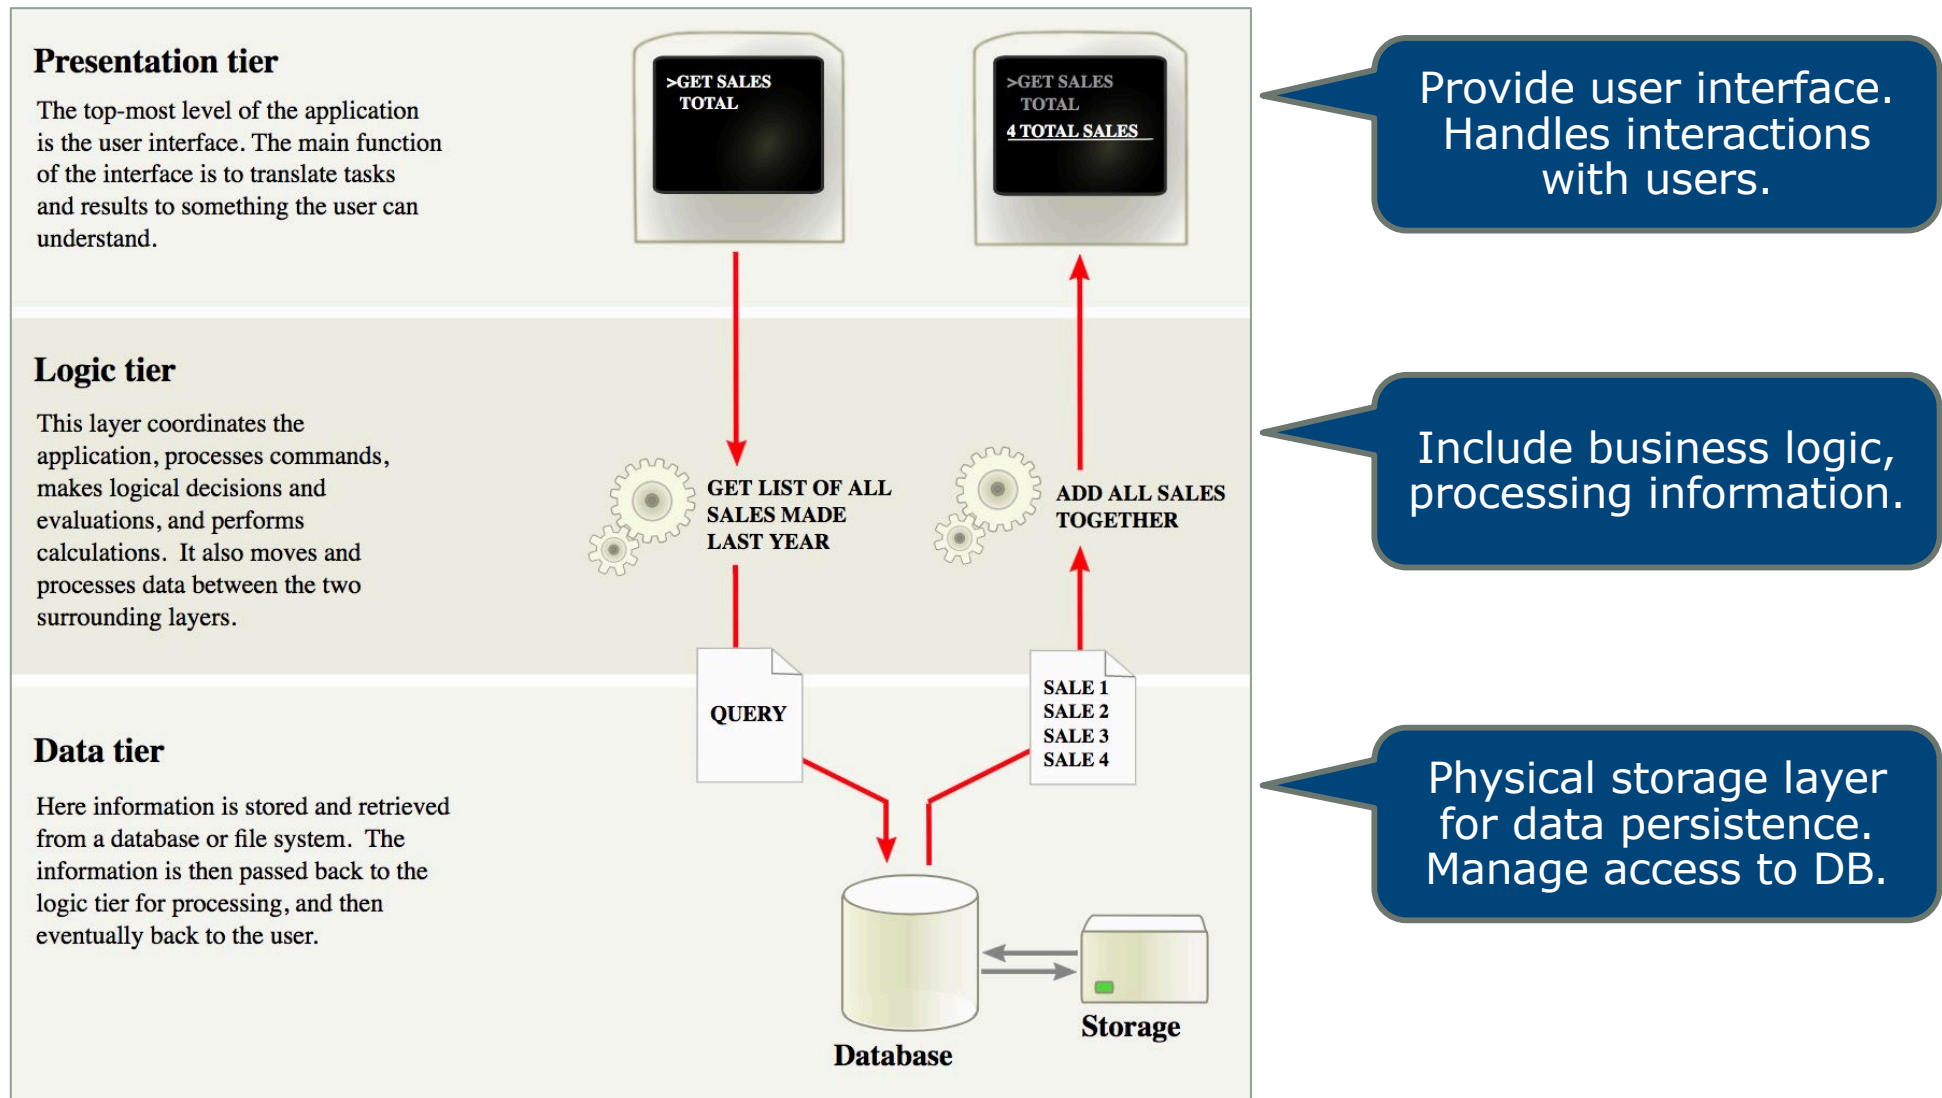 Presentation tier
The top-most level of the application
is the user interface. The main function
of the interface is to translate tasks
and results to something the user can
understand.
>GET SALES
TOTAL
>GET SALES
TOTAL
4 TOTAL SALES
Provide user interface.
Handles interactions
with users.
Logic tier
This layer coordinates the
application, processes commands,
makes logical decisions and
evaluations, and performs
calculations. It also moves and
processes data between the two
surrounding layers.
GET LIST OF ALL
SALES MADE
LAST YEAR
ADD ALL SALES
TOGETHER
Include business logic,
processing information.
QUERY
SALE 1
SALE 2
SALE 3
SALE 4
Data tier
Here information is stored and retrieved
from a database or file system. The
information is then passed back to the
logic tier for processing, and then
eventually back to the user.
Database
Storage
Physical storage layer
for data persistence.
Manage access to DB.